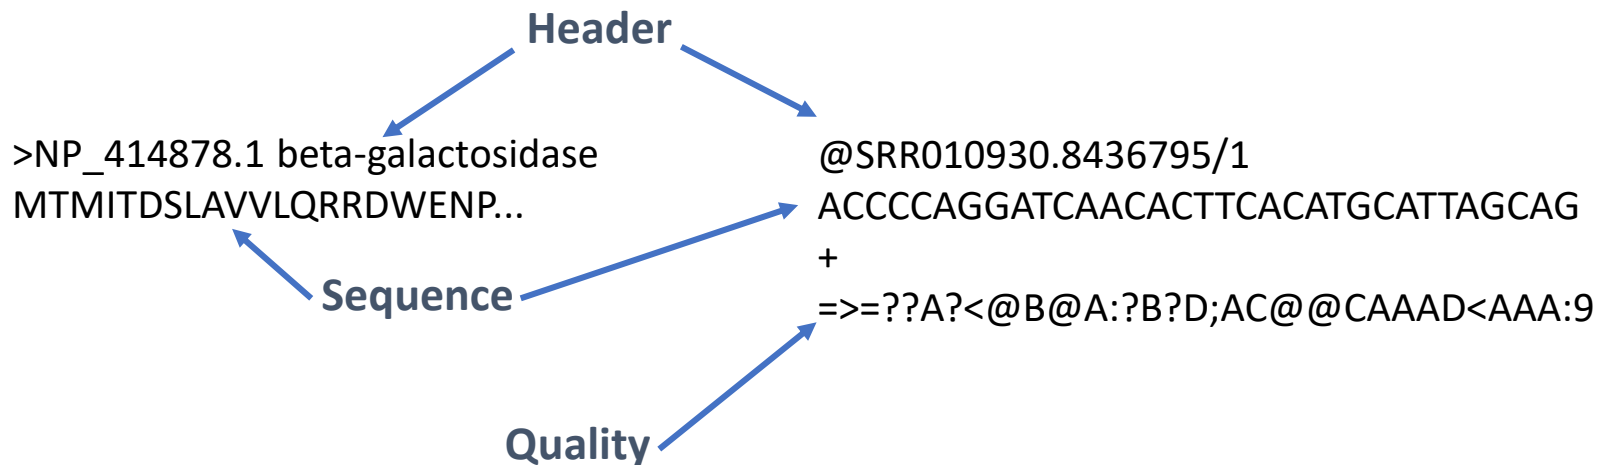 Header
>NP_414878.1 beta-galactosidase
MTMITDSLAVVLQRRDWENP...
@SRR010930.8436795/1
ACCCCAGGATCAACACTTCACATGCATTAGCAG
+
=>=??A?<@B@A:?B?D;AC@@CAAAD<AAA:9
Sequence
Quality